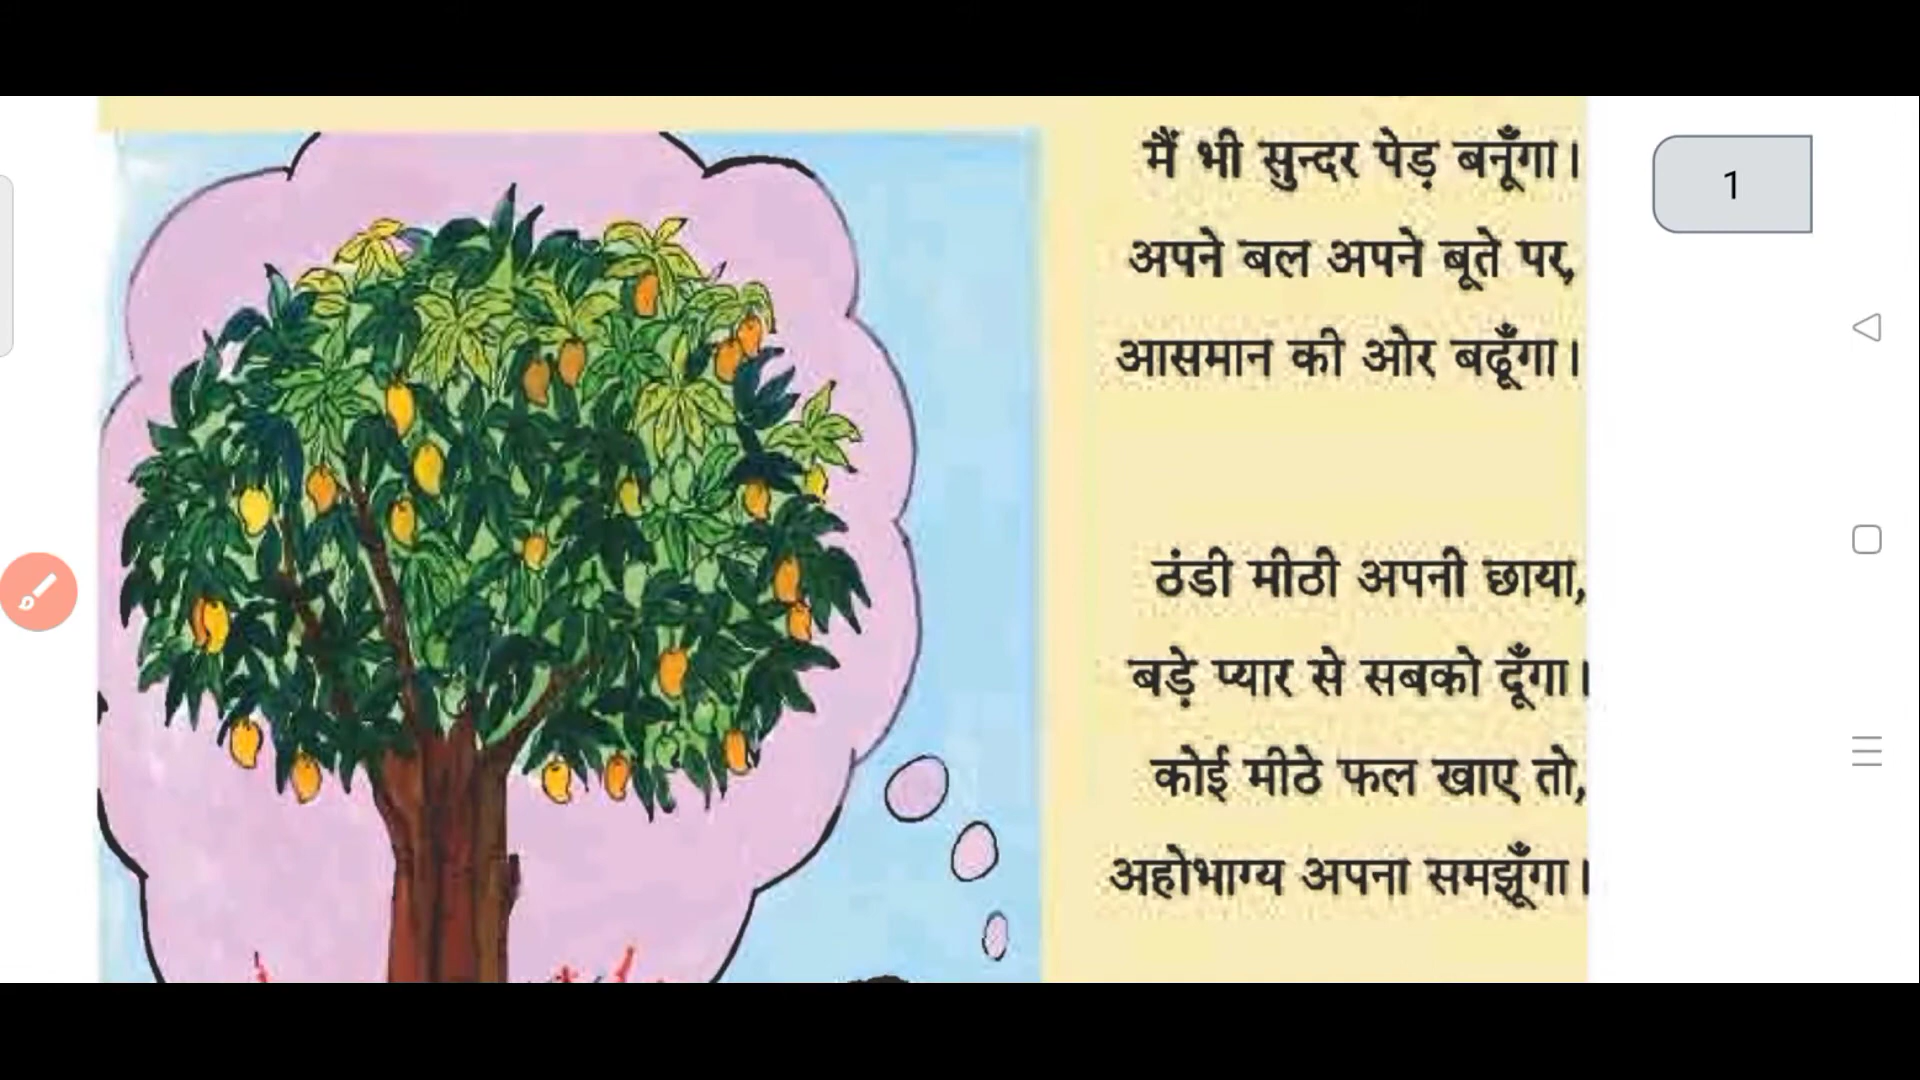 मैं भी सुन्दर पेड़ बनूँगा।
अपने बल अपने बूते पर,
आसमान की ओर बढूँगा।
ठंडी मीठी अपनी छाया,
बड़े प्यार से सबको दूँगा।
कोई मीठे फल खाए तो,
अहोभाग्य अपना समझूँगा।
1